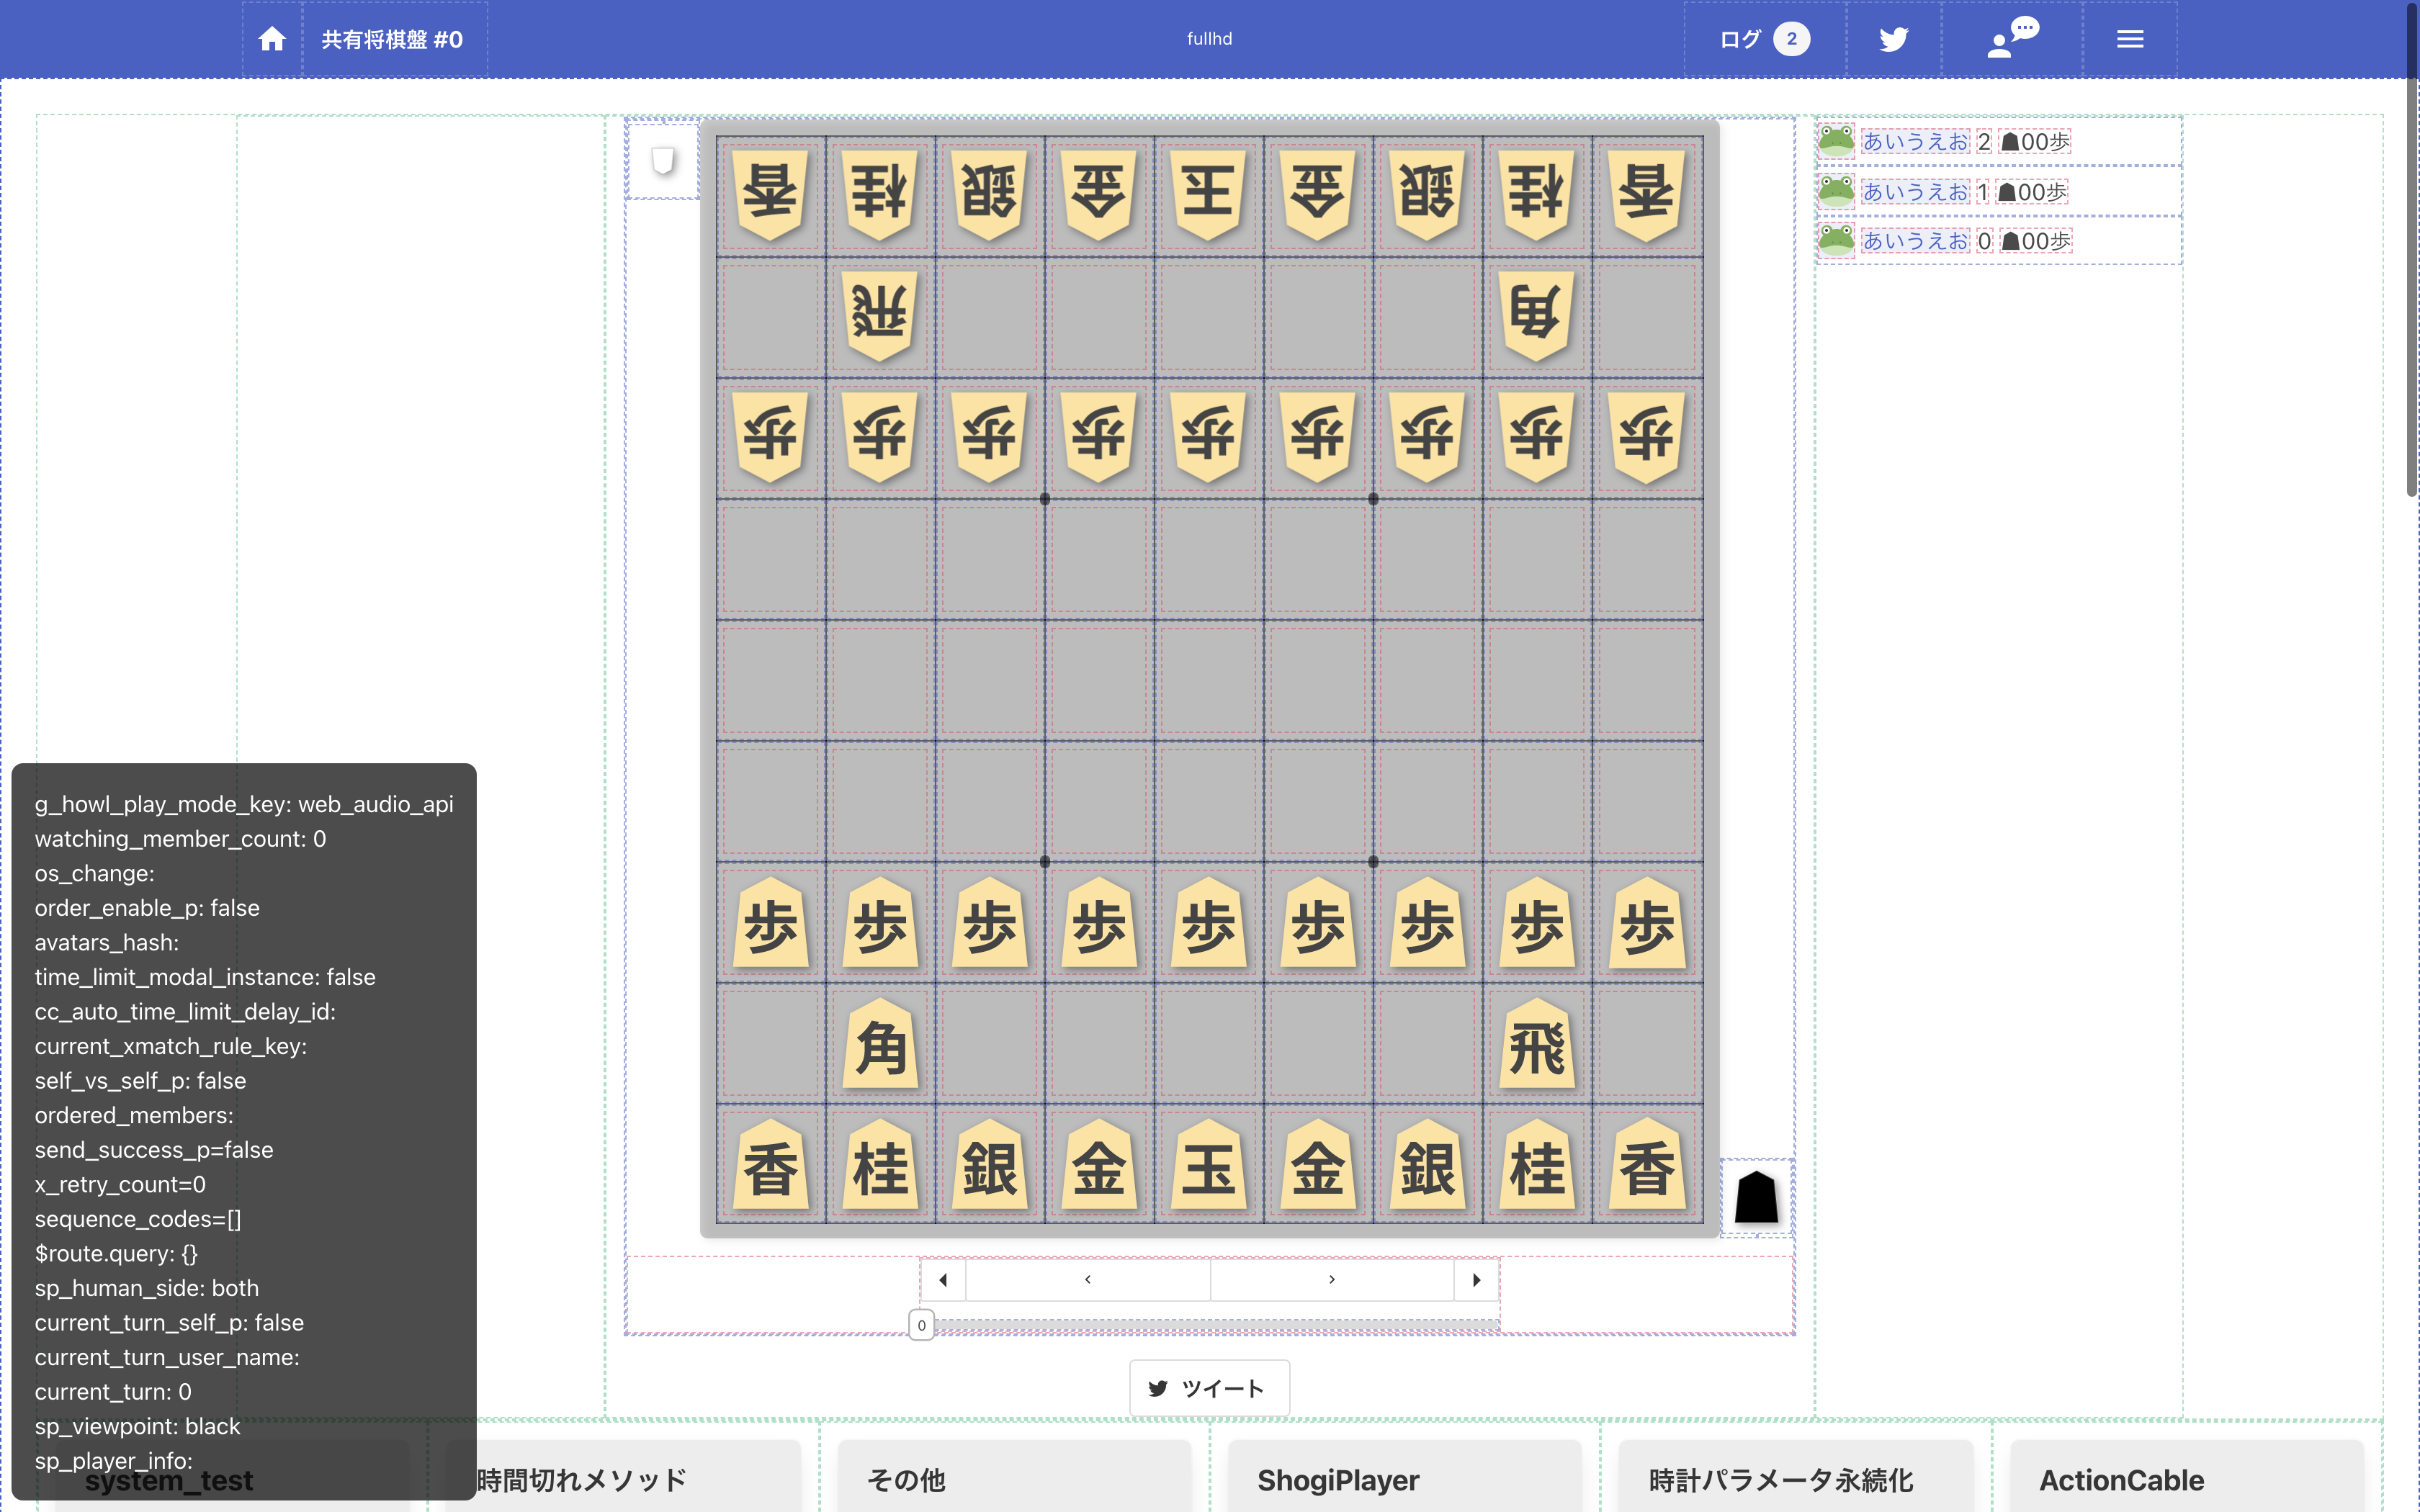 共有将棋盤 #0
fullhd
ログ 2
香桂銀金玉金銀桂香
飛角
歩歩歩歩歩歩歩歩歩
歩歩歩歩歩歩歩歩歩
角飛
香桂銀金玉金銀桂香
0
ツイート
あいうえお 2 ☗00歩
あいうえお 1 ☗00歩
あいうえお 0 ☗00歩
g_howl_play_mode_key: web_audio_api
watching_member_count: 0
os_change:
order_enable_p: false
avatars_hash:
time_limit_modal_instance: false
cc_auto_time_limit_delay_id:
current_xmatch_rule_key:
self_vs_self_p: false
ordered_members:
send_success_p=false
x_retry_count=0
sequence_codes=[]
$route.query: {}
sp_human_side: both
current_turn_self_p: false
current_turn_user_name:
current_turn: 0
sp_viewpoint: black
sp_player_info:
system_test
時間切れメソッド
その他
ShogiPlayer
時計パラメータ永続化
ActionCable